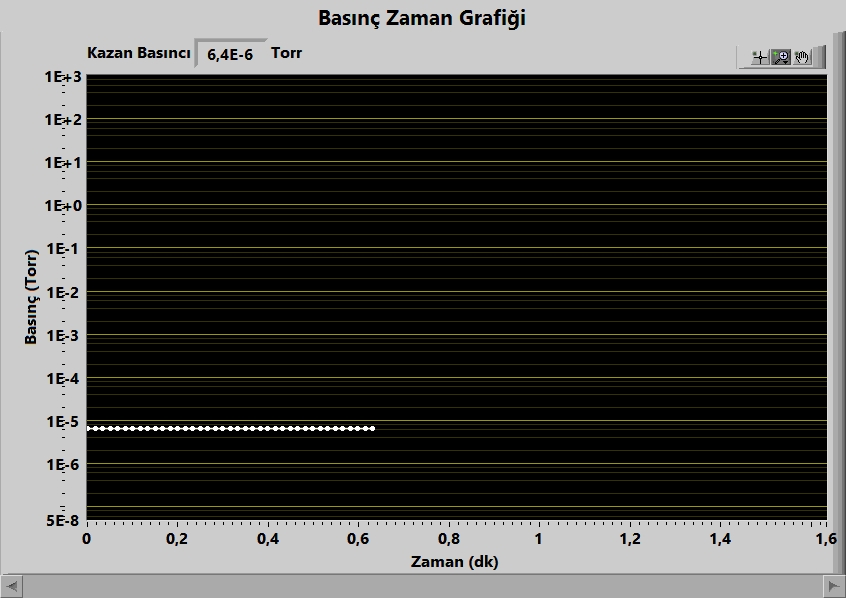 Basınç Zaman Grafiği
Kazan Basıncı 6,4E-6 Torr
1E+3
1E+2
1E+1
1E+0
1E-1
1E-2
1E-3
1E-4
1E-5
1E-6
5E-8
Basınç (Torr)
0 0,2 0,4 0,6 0,8 1 1,2 1,4 1,6
Zaman (dk)